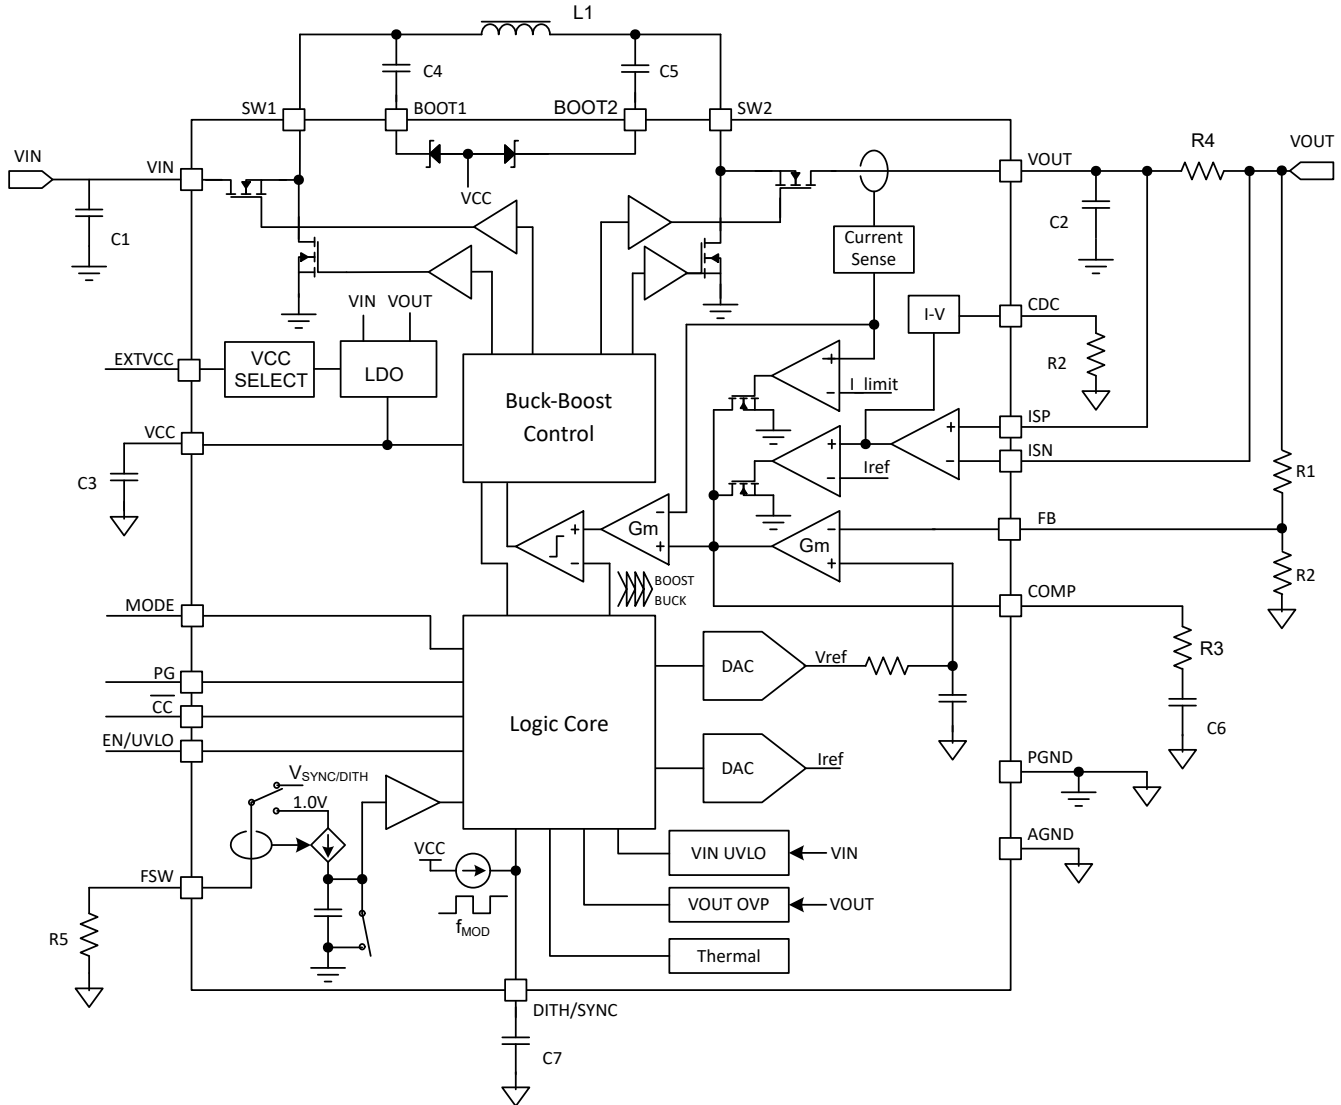 L1
C4
C5
SW1
BOOT1
BOOT2
SW2
VIN
VIN
VCC
VOUT
R4
VOUT
C1
C2
Current
Sense
VIN
VOUT
I-V
CDC
EXTVCC
VCC
SELECT
LDO
R2
Buck-Boost
Control
I_limit
ISP
VCC
Iref
ISN
C3
R1
Gm
Gm
FB
BOOST
BUCK
R2
COMP
MODE
R3
DAC
Vref
PG
CC
Logic Core
C6
EN/UVLO
DAC
Iref
PGND
VSYNC/DITH
1.0V
AGND
VCC
VIN UVLO
VIN
FSW
fMOD
VOUT OVP
VOUT
R5
Thermal
DITH/SYNC
C7